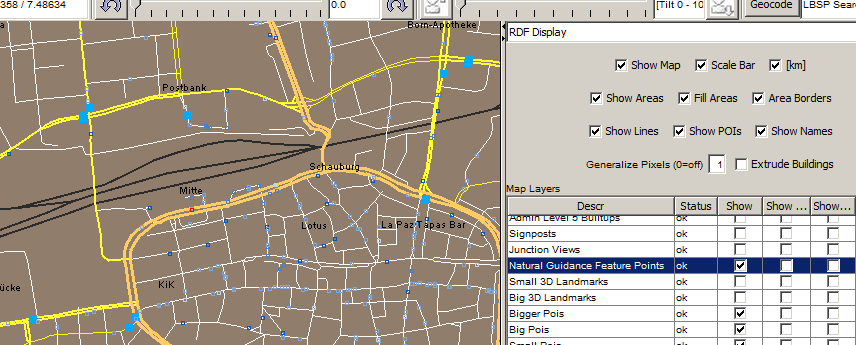 358 / 7.48634
0.0
[Tilt 0 - 10
Geocode
LBSP Sear
Born-Apotheke
Postbank
Schauburg
Mitte
Lotus
La Paz Tapas Bar
KiK
ücke
RDF Display
Show Map Scale Bar [km]
Show Areas Fill Areas Area Borders
Show Lines Show POIs Show Names
Generalize Pixels (0=off) 1 Extrude Buildings
Map Layers
Descr Status Show Show ... Show...
Admin Level 5 Builtups ok
Signposts ok
Junction Views ok
Natural Guidance Feature Points ok
Small 3D Landmarks ok
Big 3D Landmarks ok
Bigger Pois ok
Big Pois ok
Small Pois ok